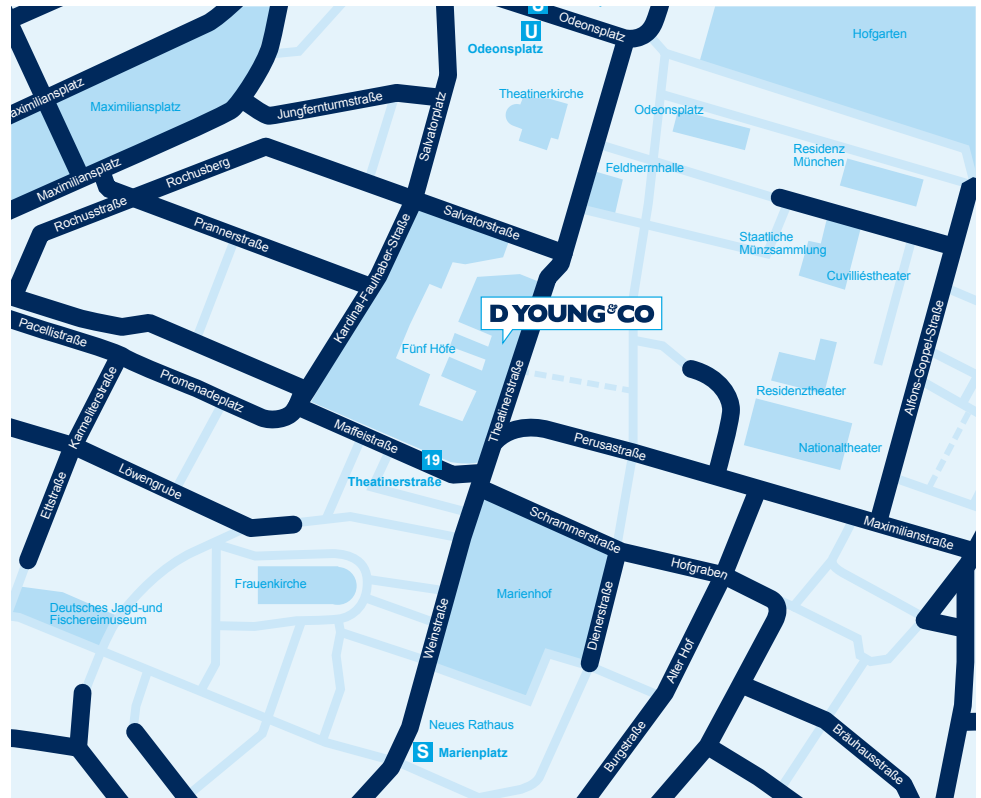 U
Odeonsplatz
U
Odeonsplatz
Hofgarten
Maximiliansplatz
Maximiliansplatz
Jungfernturmstraße
Theatinerkirche
Odeonsplatz
Salvatorplatz
Residenz
München
Maximiliansplatz
Rochusberg
Feldherrnhalle
Rochusstraße
Prannerstraße
Salvatorstraße
Staatliche
Münzsammlung
Cuvilliéstheater
Kardinal-Faulhaber-Straße
D YOUNG & CO
Pacellistraße
Fünf Höfe
Alfons-Goppel-Straße
Promenadeplatz
Theatinerstraße
Residenztheater
Karmeliterstraße
Maffeistraße
Perusastraße
Nationaltheater
19
Theatinerstraße
Löwengrube
Ettstraße
Schrammerstraße
Maximilianstraße
Hofgraben
Frauenkirche
Marienhof
Deutsches Jagd-und
Fischereimuseum
Weinstraße
Dienerstraße
Alter Hof
Neues Rathaus
S
Marienplatz
Burgstraße
Bräuhausstraße